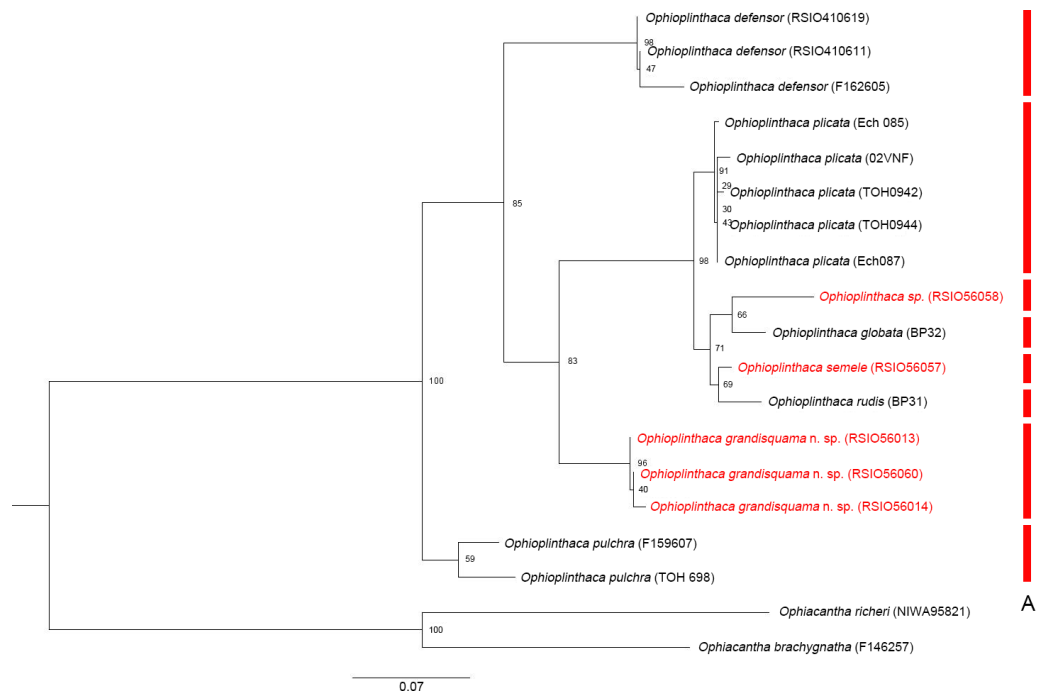 Ophioplinthaca defensor (RSIO410619)
98
Ophioplinthaca defensor (RSIO410611)
47
Ophioplinthaca defensor (F162605)
Ophioplinthaca plicata (Ech 085)
Ophioplinthaca plicata (02VNF)
91
29
Ophioplinthaca plicata (TOH0942)
85
30
43
Ophioplinthaca plicata (TOH0944)
98
Ophioplinthaca plicata (Ech087)
Ophioplinthaca sp. (RSIO56058)
66
Ophioplinthaca globata (BP32)
71
83
Ophioplinthaca semele (RSIO56057)
100
69
Ophioplinthaca rudis (BP31)
Ophioplinthaca grandisquama n. sp. (RSIO56013)
96
Ophioplinthaca grandisquama n. sp. (RSIO56060)
40
Ophioplinthaca grandisquama n. sp. (RSIO56014)
Ophioplinthaca pulchra (F159607)
59
Ophioplinthaca pulchra (TOH 698)
A
Ophiacantha richeri (NIWA95821)
100
Ophiacantha brachygnatha (F146257)
0.07